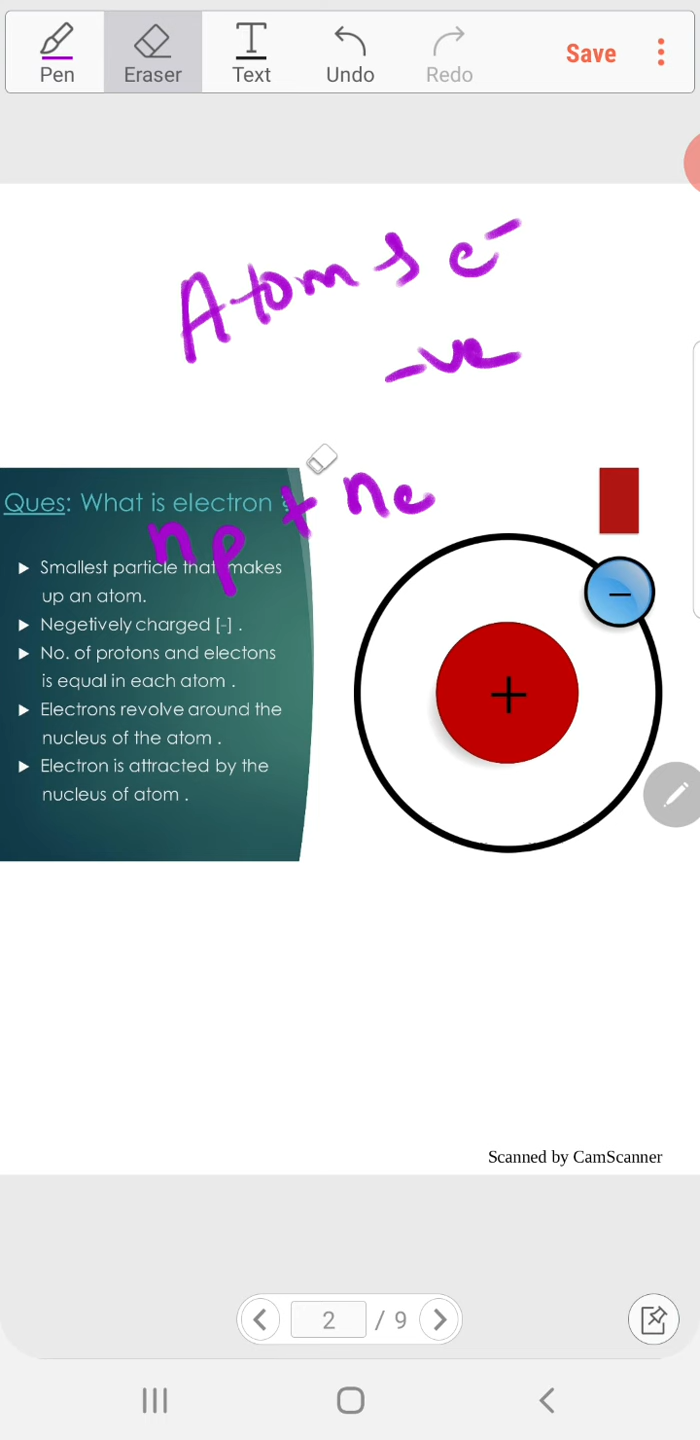 Pen Eraser Text Undo Redo Save
Atom s e-
-ve
np + ne
Ques: What is electron ?
Smallest particle that makes
up an atom.
Negetively charged [-] .
No. of protons and electons
is equal in each atom .
Electrons revolve around the
nucleus of the atom .
Electron is attracted by the
nucleus of atom .
−
+
Scanned by CamScanner
2 / 9